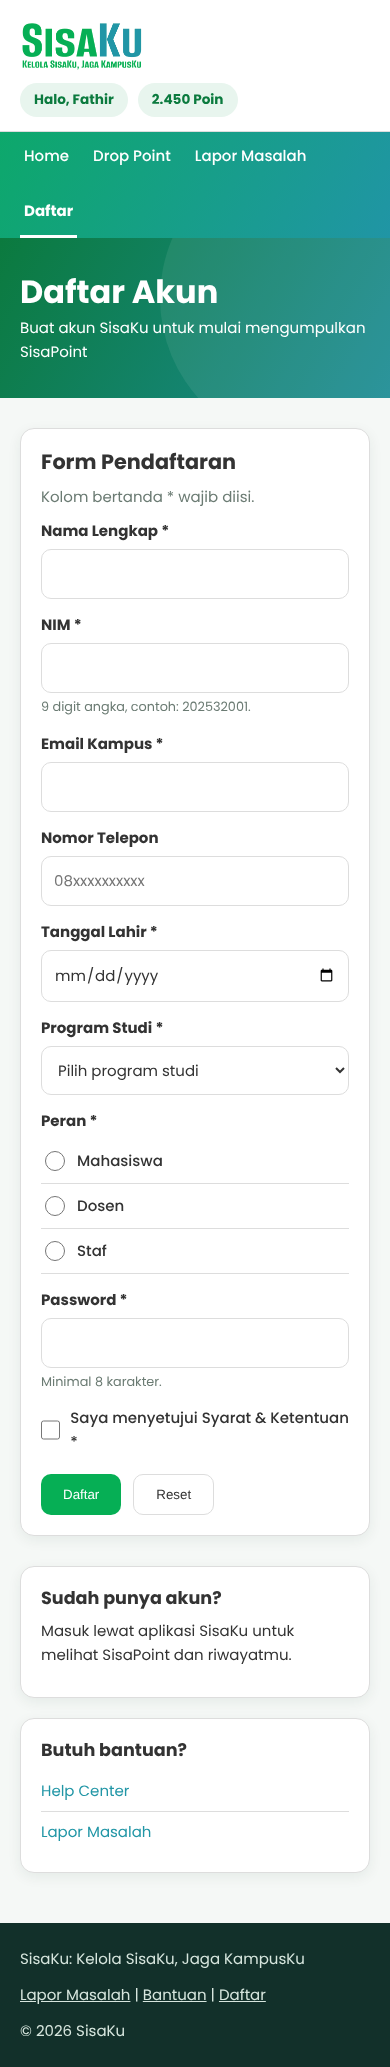 SISAKU
KELOLA SISAKU, JAGA KAMPUSKU
Halo, Fathir
2.450 Poin
Home Drop Point Lapor Masalah
Daftar
Daftar Akun
Buat akun SisaKu untuk mulai mengumpulkan
SisaPoint
Form Pendaftaran
Kolom bertanda * wajib diisi.
Nama Lengkap *
NIM *
9 digit angka, contoh: 202532001.
Email Kampus *
Nomor Telepon
08xxxxxxxxxx
Tanggal Lahir *
mm/dd/yyyy
Program Studi *
Pilih program studi
Peran *
Mahasiswa
Dosen
Staf
Password *
Minimal 8 karakter.
Saya menyetujui Syarat & Ketentuan
*
Daftar Reset
Sudah punya akun?
Masuk lewat aplikasi SisaKu untuk
melihat SisaPoint dan riwayatmu.
Butuh bantuan?
Help Center
Lapor Masalah
SisaKu: Kelola SisaKu, Jaga KampusKu
Lapor Masalah | Bantuan | Daftar
© 2026 SisaKu